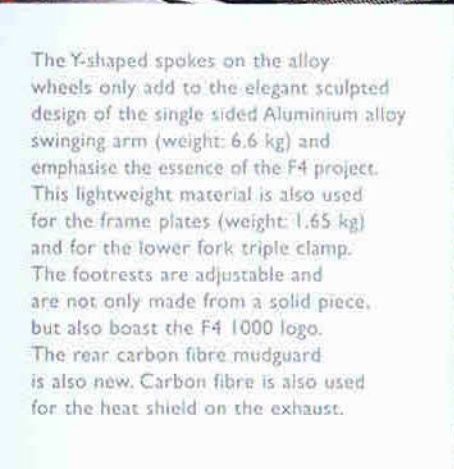 The Y-shaped spokes on the alloy
wheels only add to the elegant sculpted
design of the single sided Aluminium alloy
swinging arm (weight: 6.6 kg) and
emphasise the essence of the F4 project.
This lightweight material is also used
for the frame plates (weight: 1.65 kg)
and for the lower fork triple clamp.
The footrests are adjustable and
are not only made from a solid piece,
but also boast the F4 1000 logo.
The rear carbon fibre mudguard
is also new. Carbon fibre is also used
for the heat shield on the exhaust.